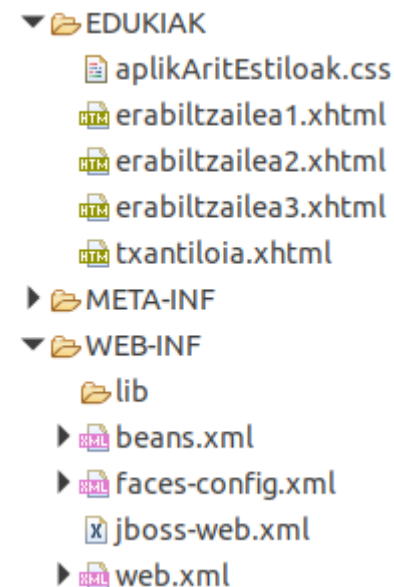 EDUKIAK
aplikAritEstiloak.css
erabiltzailea1.xhtml
erabiltzailea2.xhtml
erabiltzailea3.xhtml
txantiloia.xhtml
META-INF
WEB-INF
lib
beans.xml
faces-config.xml
jboss-web.xml
web.xml